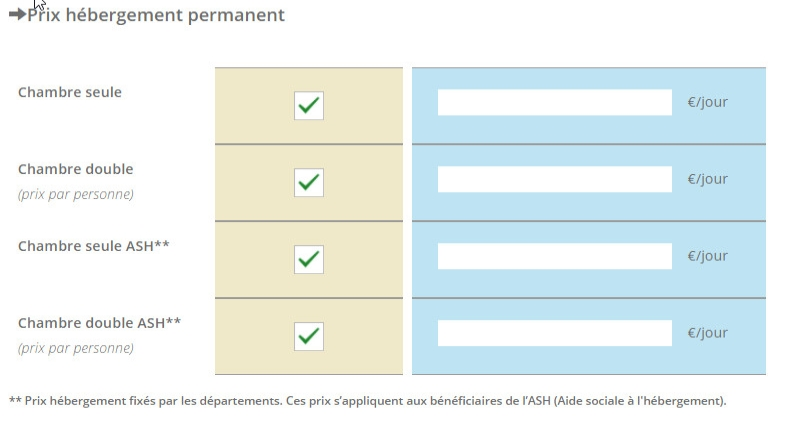 Prix hébergement permanent
Chambre seule
€/jour
Chambre double
(prix par personne)
€/jour
Chambre seule ASH**
€/jour
Chambre double ASH**
(prix par personne)
€/jour
** Prix hébergement fixés par les départements. Ces prix s’appliquent aux bénéficiaires de l’ASH (Aide sociale à l'hébergement).